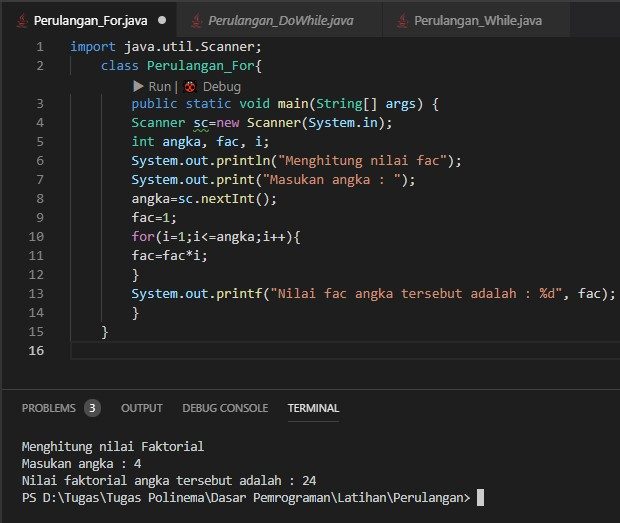 Perulangan_For.java Perulangan_DoWhile.java Perulangan_While.java
1 import java.util.Scanner;
2 class Perulangan_For{
Run | Debug
3 public static void main(String[] args) {
4 Scanner sc=new Scanner(System.in);
5 int angka, fac, i;
6 System.out.println("Menghitung nilai fac");
7 System.out.print("Masukan angka : ");
8 angka=sc.nextInt();
9 fac=1;
10 for(i=1;i<=angka;i++){
11 fac=fac*i;
12 }
13 System.out.printf("Nilai fac angka tersebut adalah : %d", fac);
14 }
15 }
16
PROBLEMS 3 OUTPUT DEBUG CONSOLE TERMINAL
Menghitung nilai Faktorial
Masukan angka : 4
Nilai faktorial angka tersebut adalah : 24
PS D:\Tugas\Tugas Polinema\Dasar Pemrograman\Latihan\Perulangan>